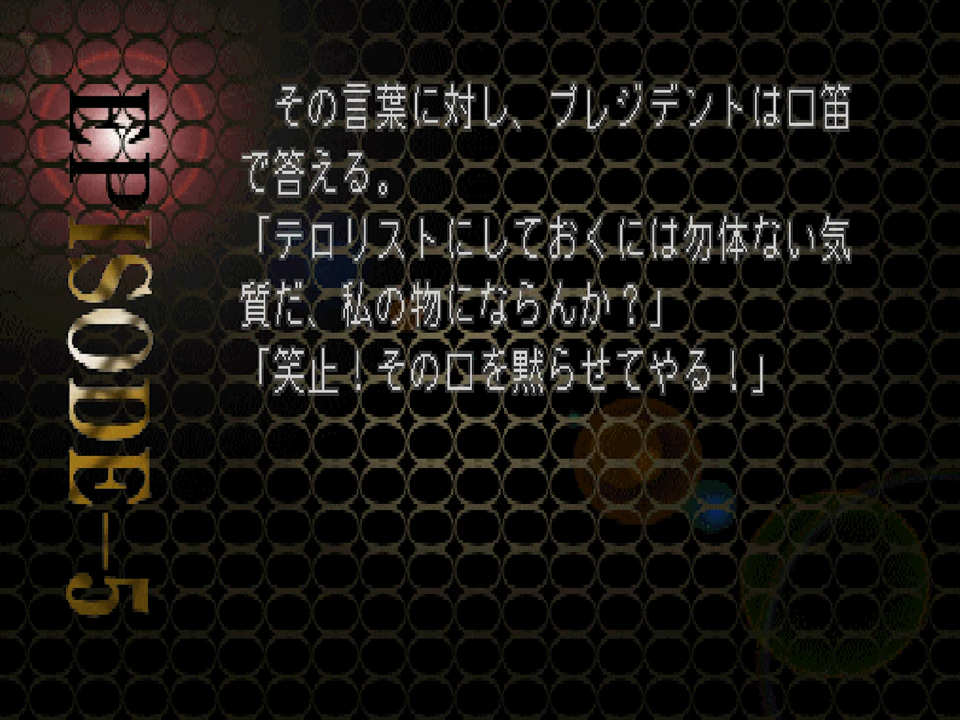 EPISODE-5
その言葉に対し、プレジデントは口笛
で答える。
「テロリストにしておくには勿体ない気
質だ、私の物にならんか？」
「笑止！その口を黙らせてやる！」